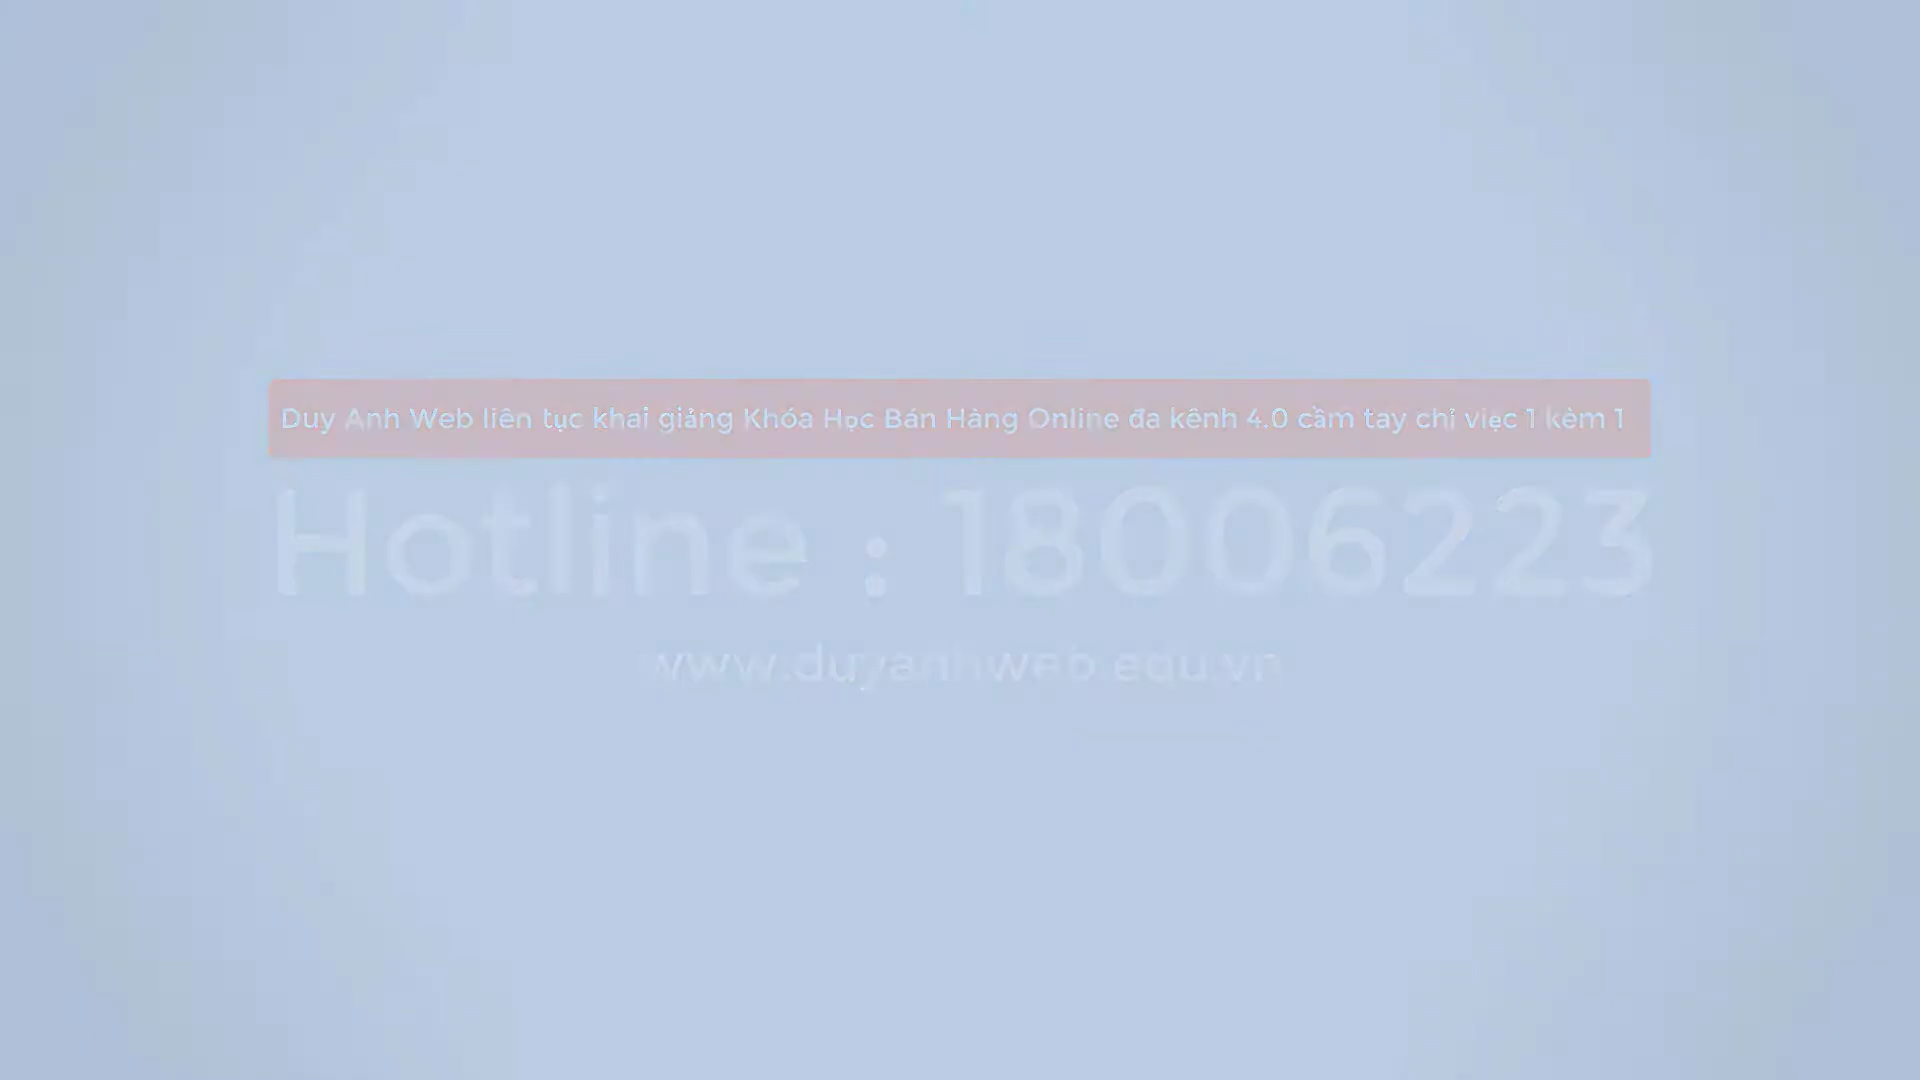 Duy Anh Web liên tục khai giảng Khóa Học Bán Hàng Online đa kênh 4.0 cầm tay chỉ việc 1 kèm 1
Hotline : 18006223
www.duyanhweb.edu.vn